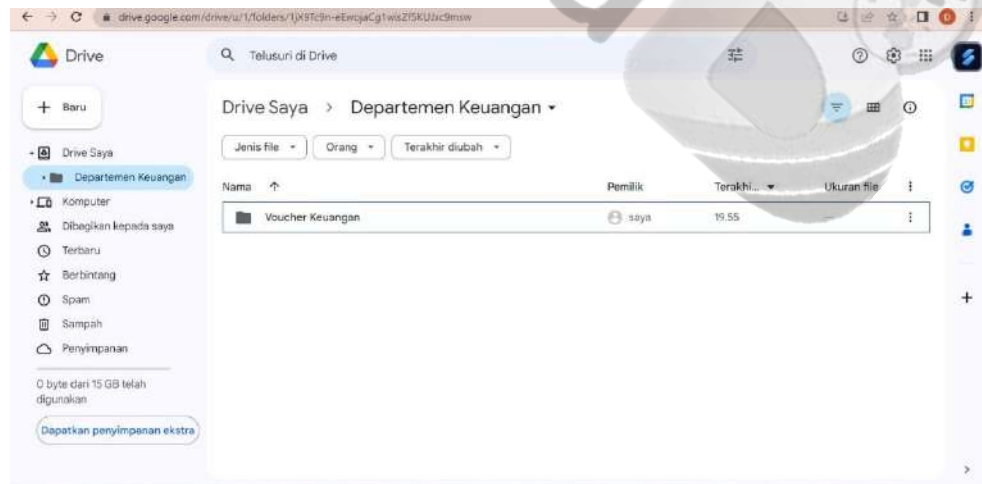 drive.google.com/drive/u/1/folders/
Drive
Telusuri di Drive
Baru
Drive Saya > Departemen Keuangan
Jenis file
Orang
Terakhir diubah
Drive Saya
Departemen Keuangan
Komputer
Dibagikan kepada saya
Terbaru
Berbintang
Spam
Sampah
Penyimpanan
0 byte dari 15 GB telah
digunakan
Dapatkan penyimpanan ekstra
Nama Pemilik Terakhi... Ukuran file
Voucher Keuangan saya 19.55 —
D